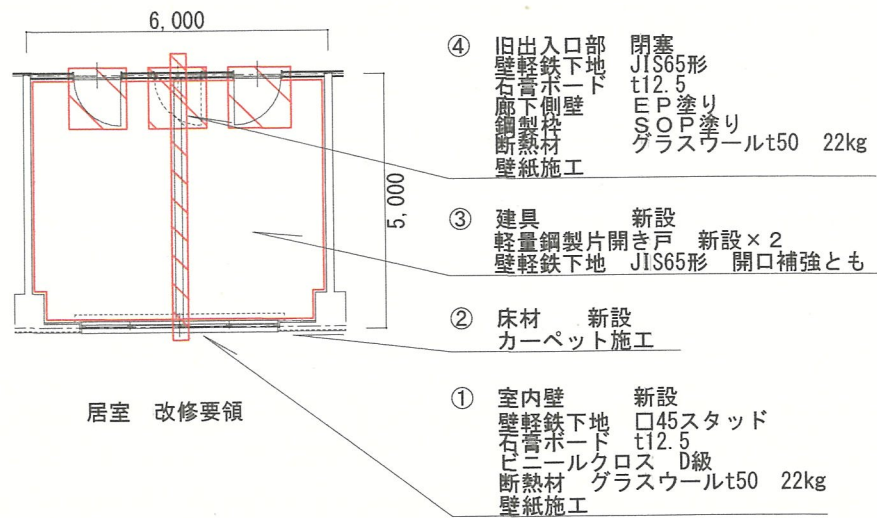 6,000
5,000
居室　改修要領
④　旧出入口部　閉塞
壁軽鉄下地　JIS65形
石膏ボード　t12.5
廊下側壁　ＥＰ塗り
鋼製枠　ＳＯＰ塗り
断熱材　グラスウールt50　22kg
壁紙施工
③　建具　新設
軽量鋼製片開き戸　新設×２
壁軽鉄下地　JIS65形　開口補強とも
②　床材　新設
カーペット施工
①　室内壁　新設
壁軽鉄下地　口45スタッド
石膏ボード　t12.5
ビニールクロス　D級
断熱材　グラスウールt50　22kg
壁紙施工